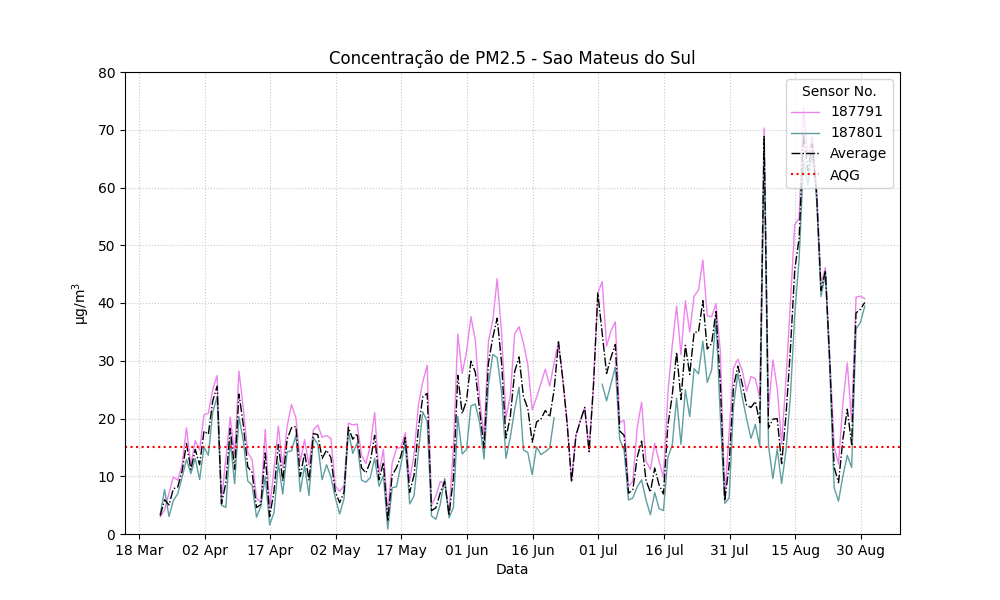 Concentração de PM2.5 - Sao Mateus do Sul
80
70
60
50
40
30
20
10
0
µg/m³
Sensor No.
187791
187801
Average
AQG
18 Mar 02 Apr 17 Apr 02 May 17 May 01 Jun 16 Jun 01 Jul 16 Jul 31 Jul 15 Aug 30 Aug
Data